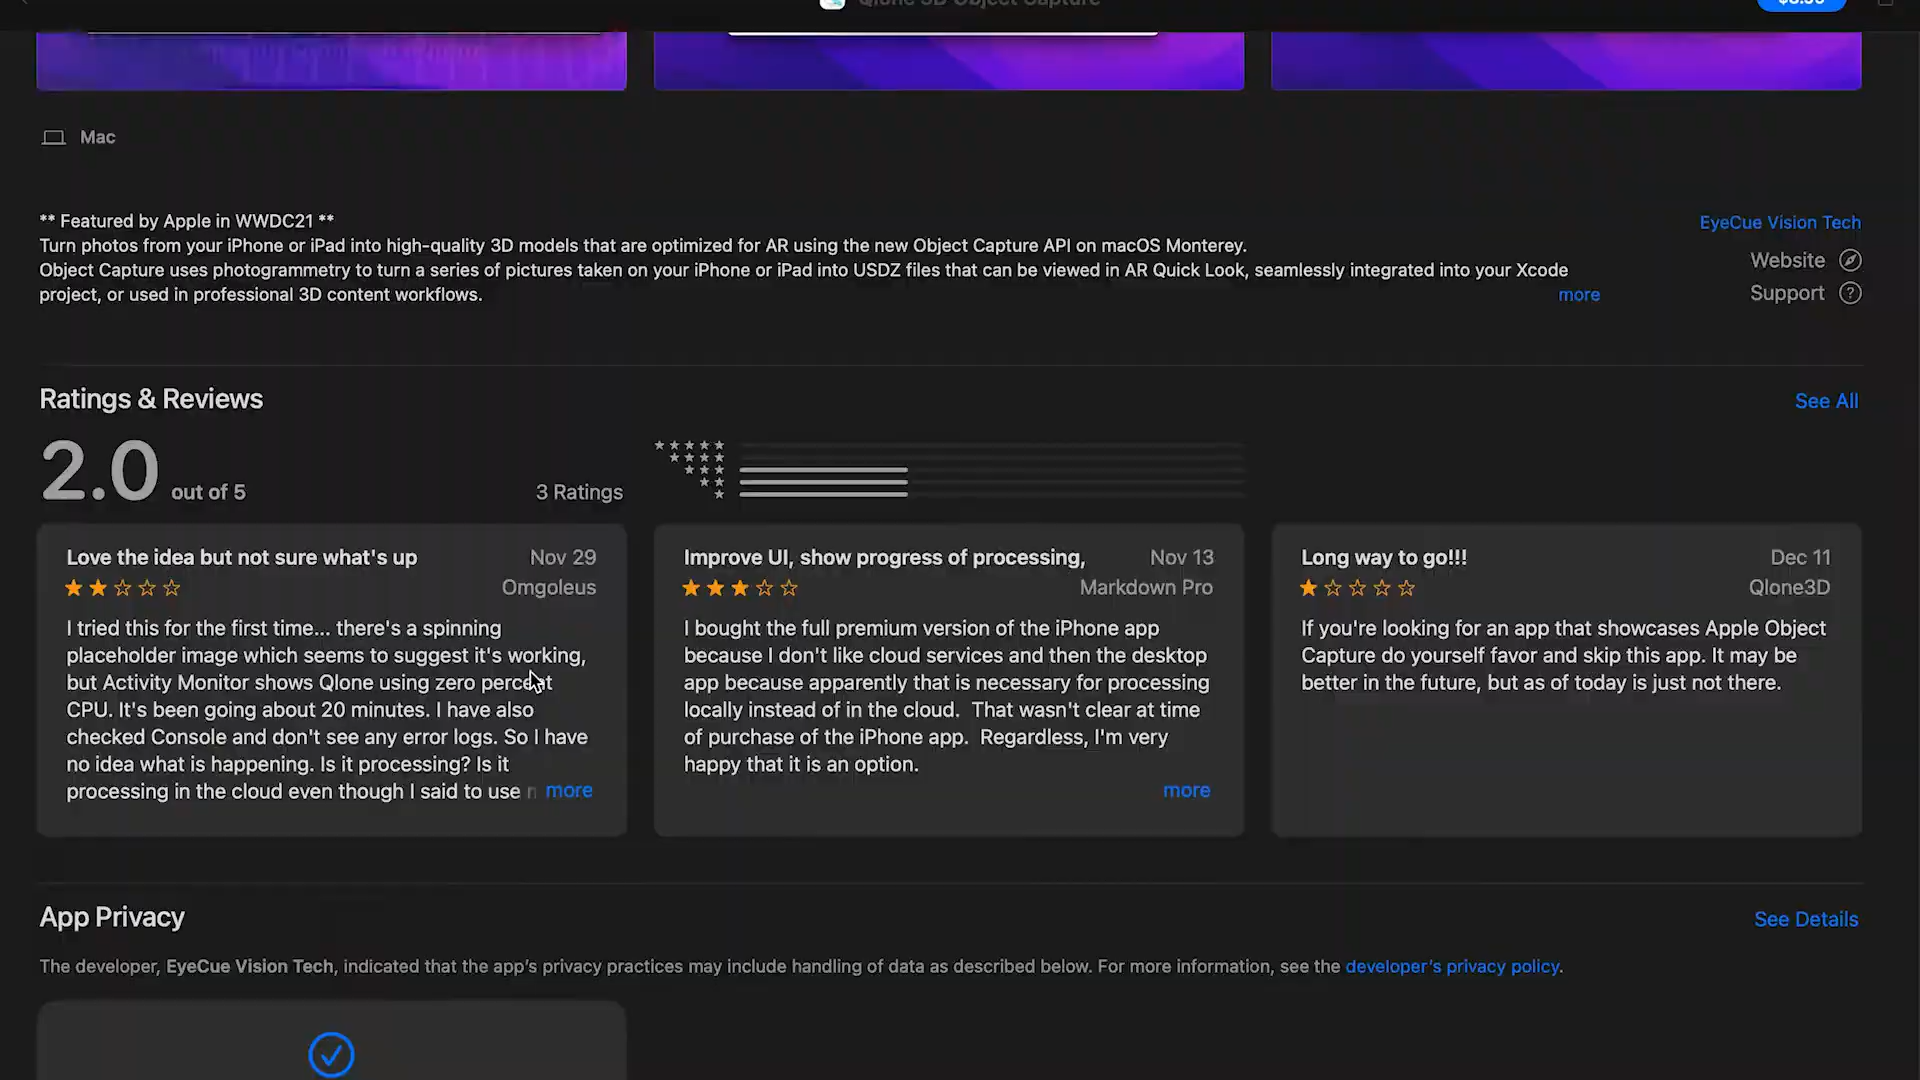 Qlone 3D Object Capture
Mac
** Featured by Apple in WWDC21 **
Turn photos from your iPhone or iPad into high-quality 3D models that are optimized for AR using the new Object Capture API on macOS Monterey.
Object Capture uses photogrammetry to turn a series of pictures taken on your iPhone or iPad into USDZ files that can be viewed in AR Quick Look, seamlessly integrated into your Xcode
project, or used in professional 3D content workflows.
more
EyeCue Vision Tech
Website
Support
Ratings & Reviews
See All
2.0 out of 5
3 Ratings
Love the idea but not sure what's up
Nov 29
Omgoleus
I tried this for the first time... there's a spinning
placeholder image which seems to suggest it's working,
but Activity Monitor shows Qlone using zero percent
CPU. It's been going about 20 minutes. I have also
checked Console and don't see any error logs. So I have
no idea what is happening. Is it processing? Is it
processing in the cloud even though I said to use
more
Improve UI, show progress of processing,
Nov 13
Markdown Pro
I bought the full premium version of the iPhone app
because I don't like cloud services and then the desktop
app because apparently that is necessary for processing
locally instead of in the cloud. That wasn't clear at time
of purchase of the iPhone app. Regardless, I'm very
happy that it is an option.
more
Long way to go!!!
Dec 11
Qlone3D
If you're looking for an app that showcases Apple Object
Capture do yourself favor and skip this app. It may be
better in the future, but as of today is just not there.
App Privacy
See Details
The developer, EyeCue Vision Tech, indicated that the app's privacy practices may include handling of data as described below. For more information, see the developer's privacy policy.